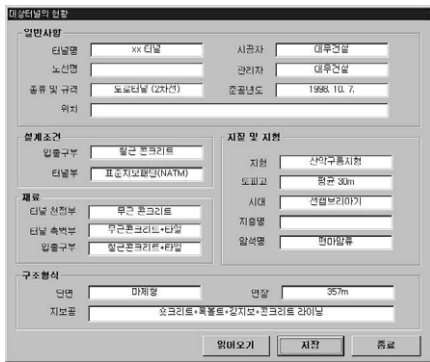 대상터널의 현황
일반사항
터널명 xx 터널 시공자 대우건설
노선명 관리자 대우건설
종류 및 규격 도로터널 (2차선) 준공년도 1998. 10. 7.
위치
설계조건
입출구부 철근 콘크리트
터널부 표준지보패턴(NATM)
재료
터널 천정부 무근 콘크리트
터널 측벽부 무근콘크리트+타일
입출구부 철근콘크리트+타일
지질 및 지형
지형 산악구릉지형
토피고 평균 30m
시대 선캠브리아기
지층명
암석명 편마암류
구조형식
단면 마제형 연장 357m
지보공 숏크리트+록볼트+강지보+콘크리트 라이닝
읽어오기 저장 종료